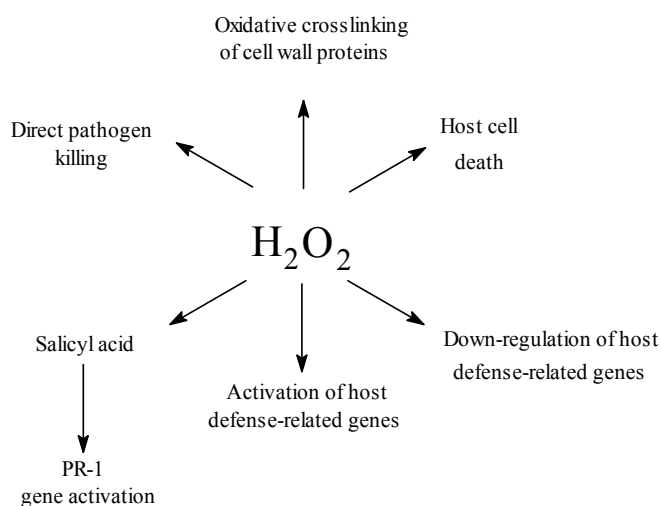 Oxidative crosslinking
of cell wall proteins
Direct pathogen
killing
Host cell
death
H₂O₂
Salicyl acid
Activation of host
defense-related genes
Down-regulation of host
defense-related genes
PR-1
gene activation